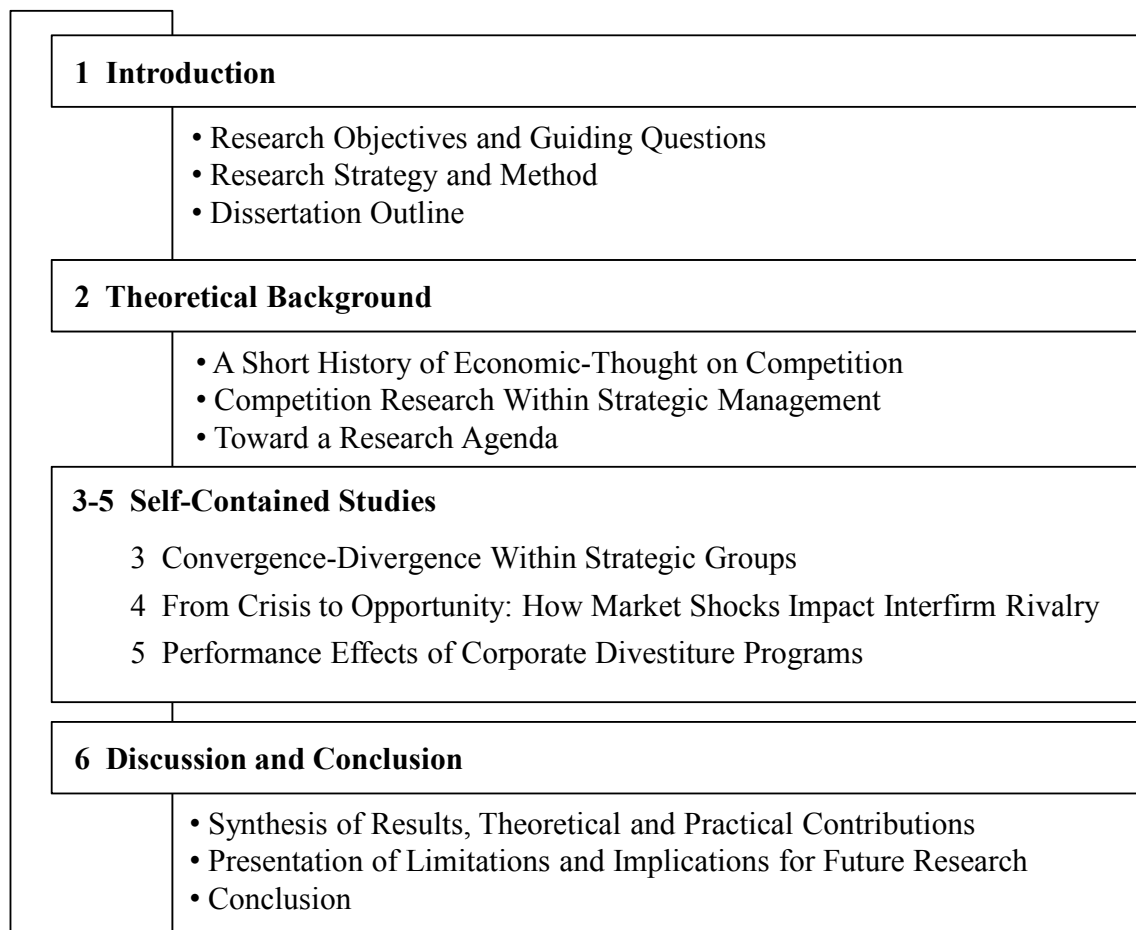 1 Introduction
• Research Objectives and Guiding Questions
• Research Strategy and Method
• Dissertation Outline
2 Theoretical Background
• A Short History of Economic-Thought on Competition
• Competition Research Within Strategic Management
• Toward a Research Agenda
3-5 Self-Contained Studies
3 Convergence-Divergence Within Strategic Groups
4 From Crisis to Opportunity: How Market Shocks Impact Interfirm Rivalry
5 Performance Effects of Corporate Divestiture Programs
6 Discussion and Conclusion
• Synthesis of Results, Theoretical and Practical Contributions
• Presentation of Limitations and Implications for Future Research
• Conclusion